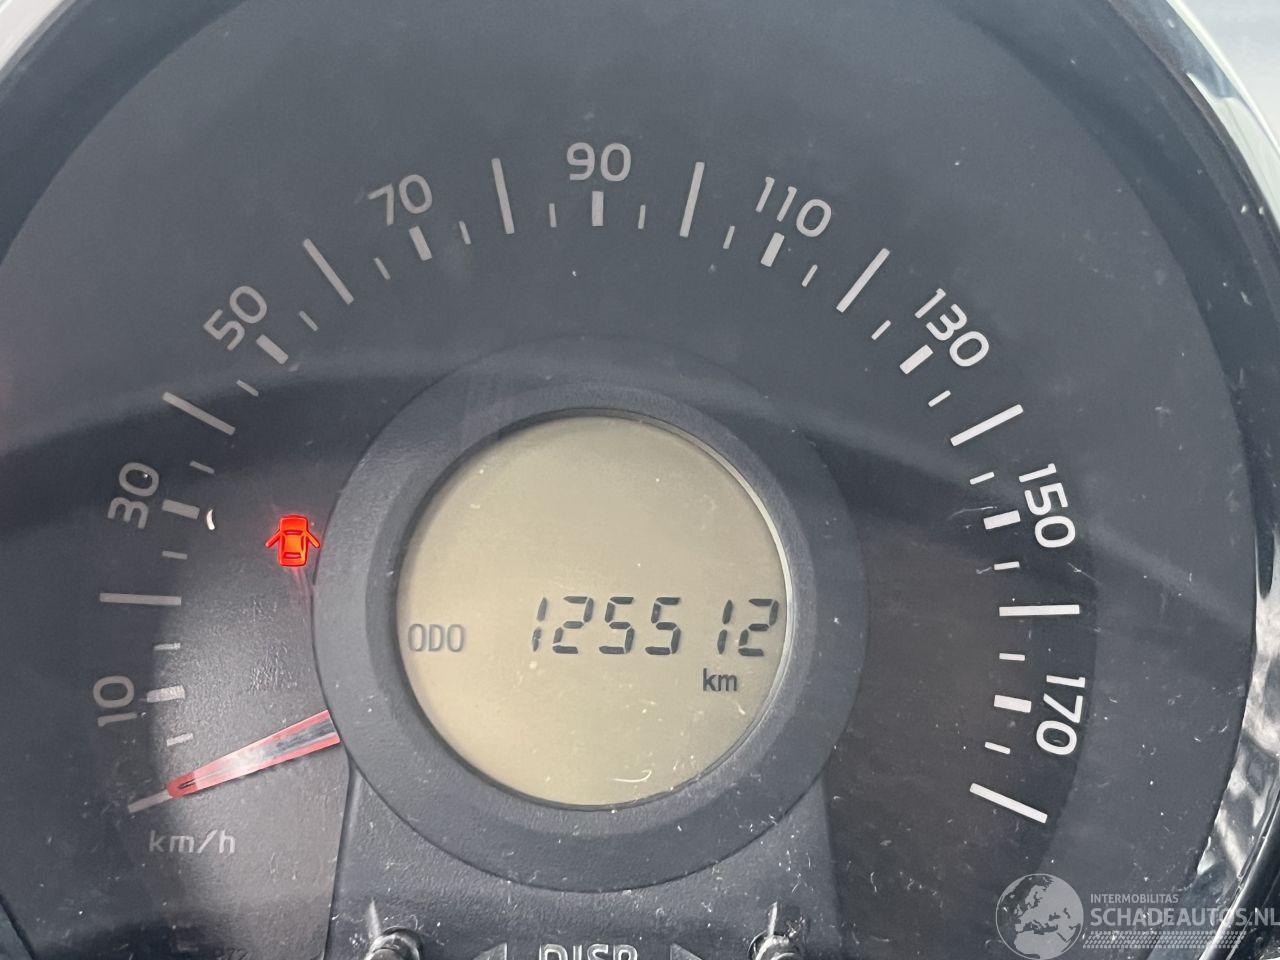 10
30
50
70
90
110
130
150
170
ODO 125512
km
km/h
DISP
INTERMOBILITAS
SCHADEAUTOS.NL